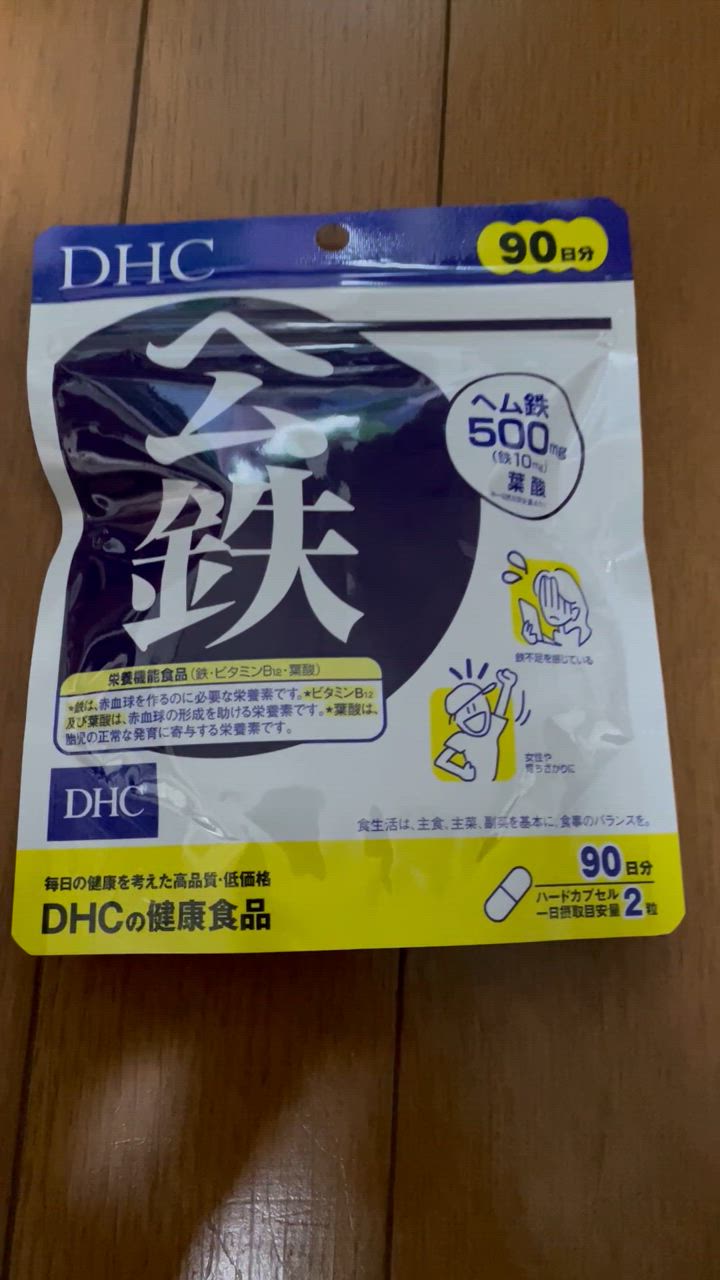 DHC
90日分
ヘム鉄
ヘム鉄
500mg
(鉄10mg)
葉酸
鉄不足を感じている
女性や
育ちざかりに
栄養機能食品(鉄・ビタミンB12・葉酸)
★鉄は、赤血球を作るのに必要な栄養素です。★ビタミンB12
及び葉酸は、赤血球の形成を助ける栄養素です。★葉酸は、
胎児の正常な発育に寄与する栄養素です。
DHC
食生活は、主食、主菜、副菜を基本に、食事のバランスを。
毎日の健康を考えた高品質・低価格
DHCの健康食品
90日分
ハードカプセル
一日摂取目安量2粒